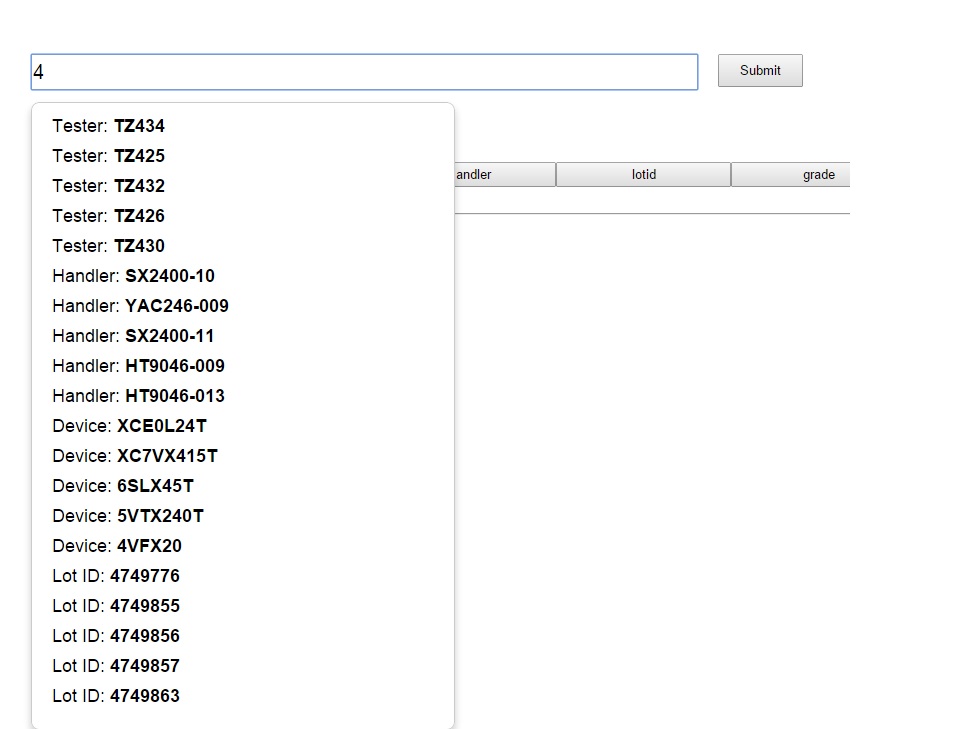 4
Submit
Tester: TZ434
Tester: TZ425
andler lotid grade
Tester: TZ432
Tester: TZ426
Tester: TZ430
Handler: SX2400-10
Handler: YAC246-009
Handler: SX2400-11
Handler: HT9046-009
Handler: HT9046-013
Device: XCE0L24T
Device: XC7VX415T
Device: 6SLX45T
Device: 5VTX240T
Device: 4VFX20
Lot ID: 4749776
Lot ID: 4749855
Lot ID: 4749856
Lot ID: 4749857
Lot ID: 4749863